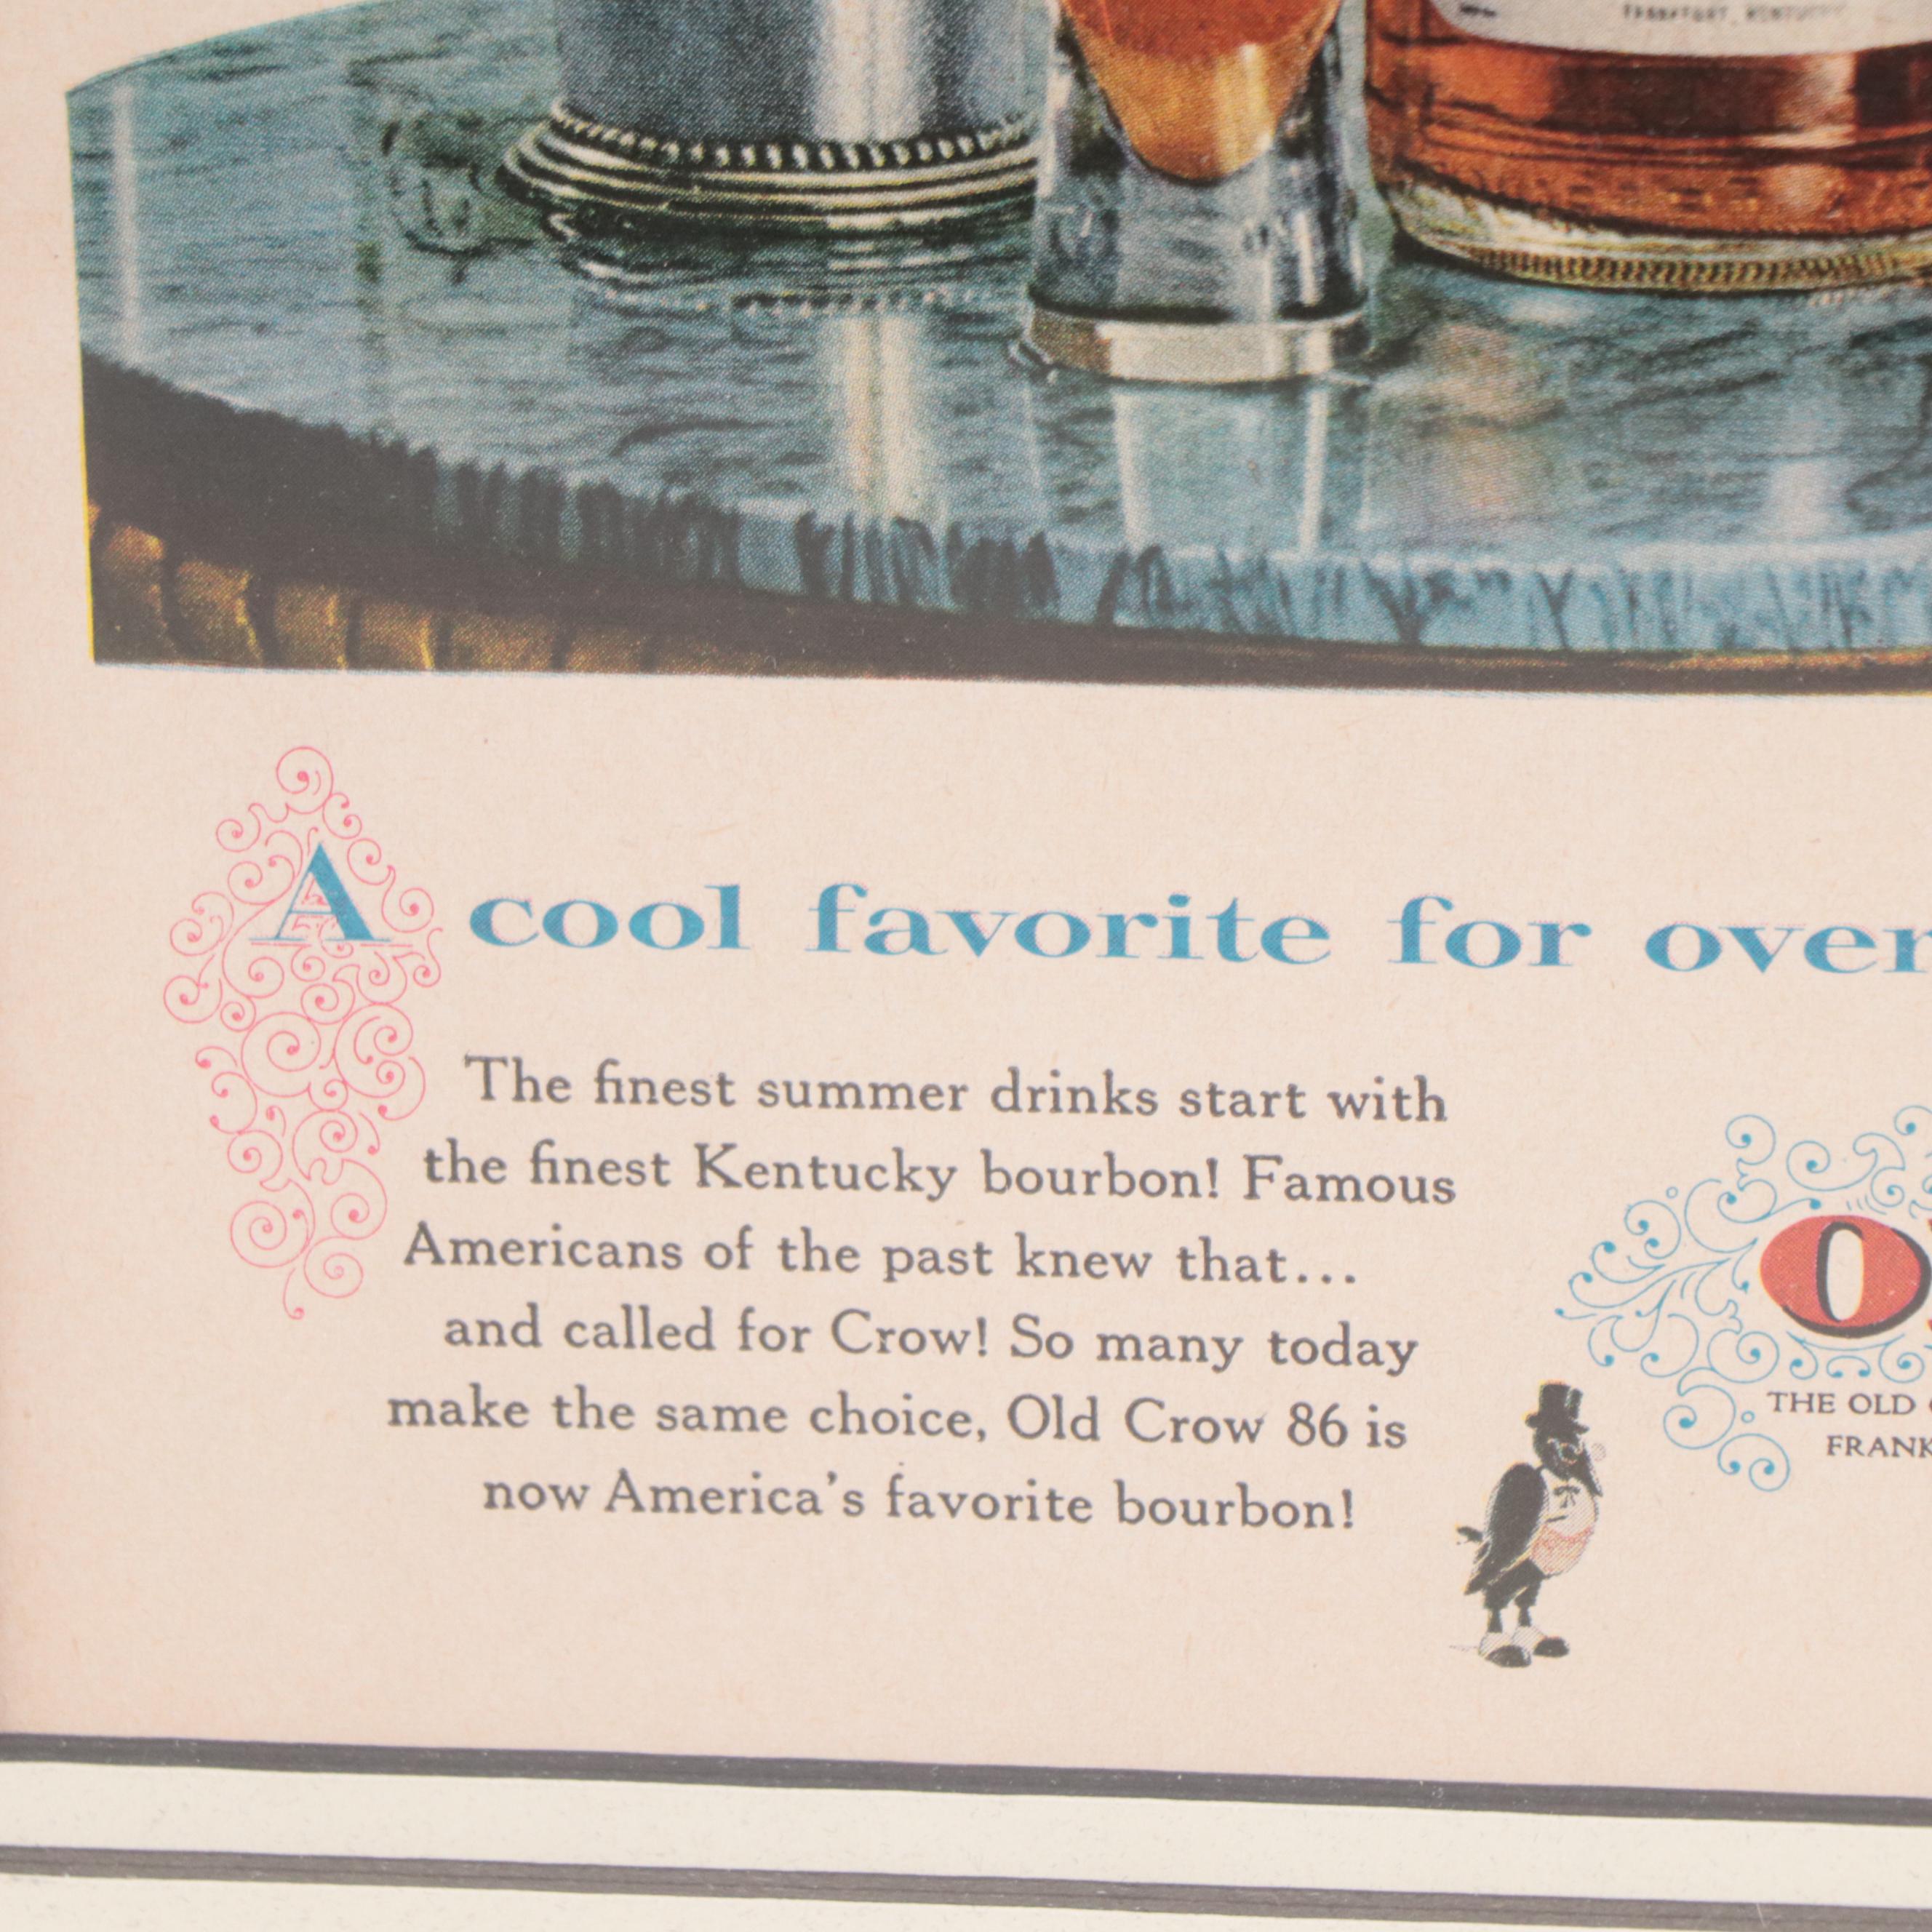 FRANKFORT, KENTUCKY
A cool favorite for over
The finest summer drinks start with
the finest Kentucky bourbon! Famous
Americans of the past knew that...
and called for Crow! So many today
make the same choice, Old Crow 86 is
now America's favorite bourbon!
O
THE OLD
FRANK